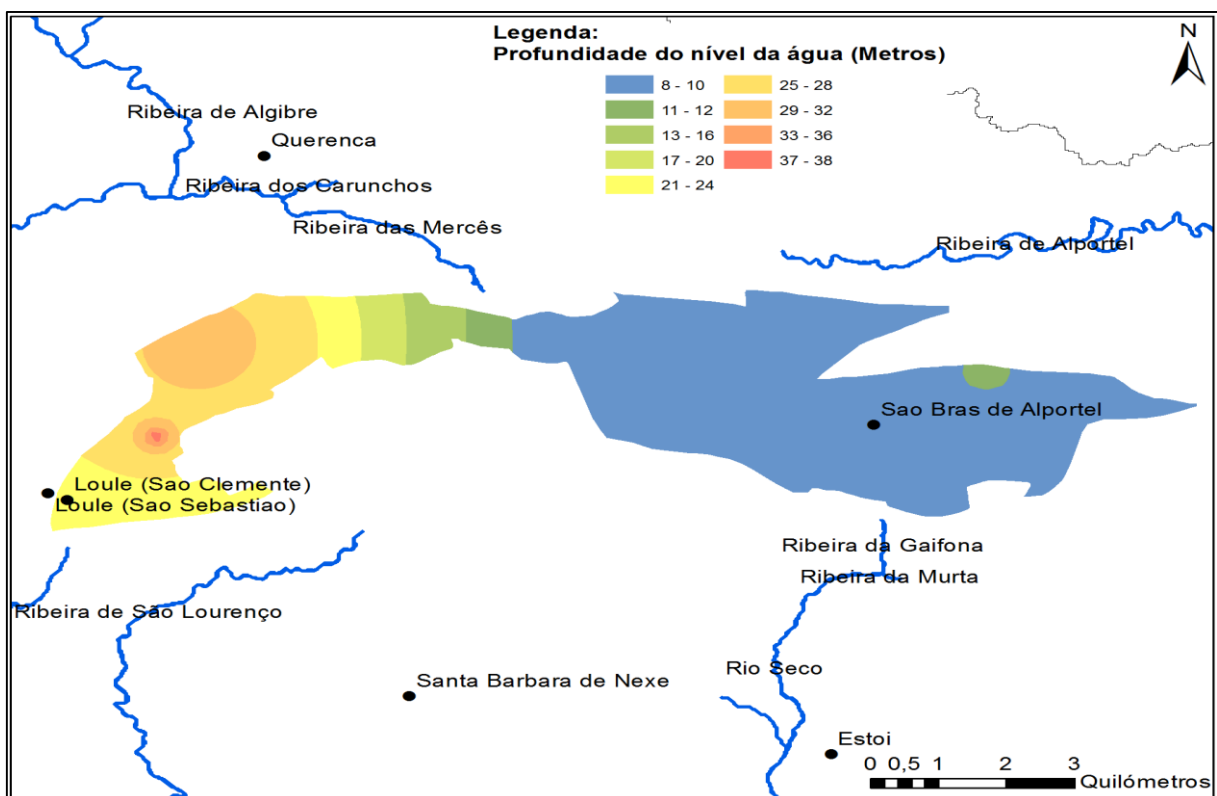 Legenda:
Profundidade do nível da água (Metros)
8 - 10
11 - 12
13 - 16
17 - 20
21 - 24
25 - 28
29 - 32
33 - 36
37 - 38
N
Ribeira de Algibre
Querenca
Ribeira dos Carunchos
Ribeira das Mercês
Ribeira de Alportel
Sao Bras de Alportel
Loule (Sao Clemente)
Loule (Sao Sebastiao)
Ribeira da Gaifona
Ribeira da Murta
Ribeira de São Lourenço
Rio Seco
Santa Barbara de Nexe
Estoi
0 0,5 1 2 3
Quilómetros